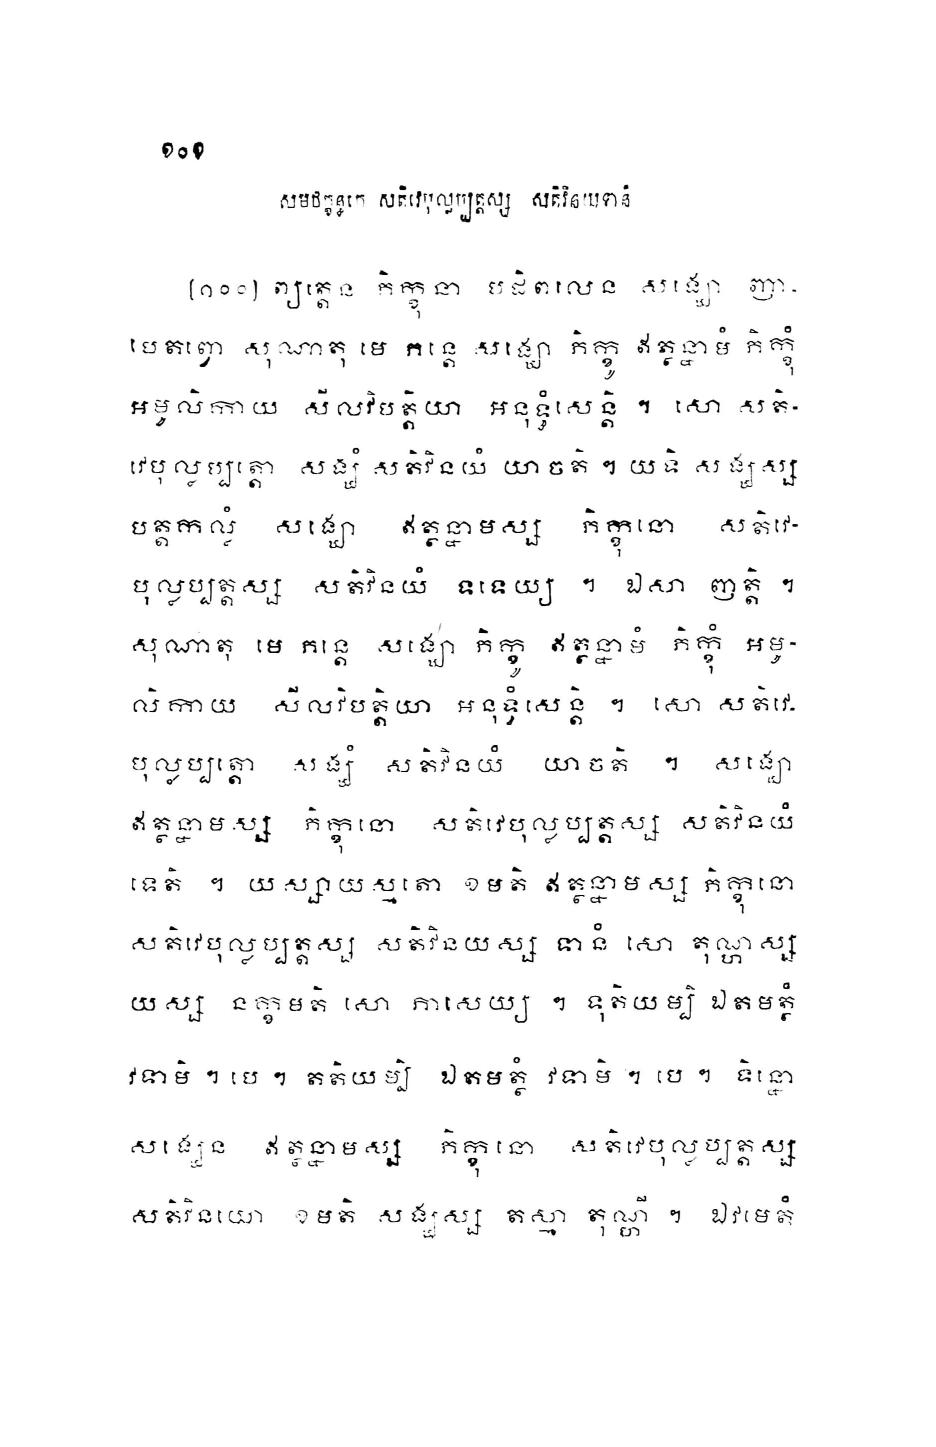 ១០១
សមថក្ខន្ធកេ សតិវេបុល្លប្បត្តស្ស សតិវិនយទានំ
(១០០) ព្យត្តេន ភិក្ខុនា បដិពលេន សង្ឃោ ញា-
បេតព្វោ សុណាតុ មេ ភន្តេ សង្ឃោ ភិក្ខូ ឥត្ថន្នាមំ ភិក្ខុំ
អមូលិកាយ សីលវិបត្តិយា អនុទ្ធំសេន្តិ ។ សោ សតិ-
វេបុល្លប្បត្តោ សង្ឃំ សតិវិនយំ យាចតិ ។ យទិ សង្ឃស្ស
បត្តកល្លំ សង្ឃោ ឥត្ថន្នាមស្ស ភិក្ខុនោ សតិវេ-
បុល្លប្បត្តស្ស សតិវិនយំ ទទេយ្យ ។ ឯសា ញត្តិ ។
សុណាតុ មេ ភន្តេ សង្ឃោ ភិក្ខូ ឥត្ថន្នាមំ ភិក្ខុំ អមូ-
លិកាយ សីលវិបត្តិយា អនុទ្ធំសេន្តិ ។ សោ សតិវេ-
បុល្លប្បត្តោ សង្ឃំ សតិវិនយំ យាចតិ ។ សង្ឃោ
ឥត្ថន្នាមស្ស ភិក្ខុនោ សតិវេបុល្លប្បត្តស្ស សតិវិនយំ
ទេតិ ។ យស្សាយស្មតោ ខមតិ ឥត្ថន្នាមស្ស ភិក្ខុនោ
សតិវេបុល្លប្បត្តស្ស សតិវិនយស្ស ទានំ សោ តុណ្ហស្ស
យស្ស នក្ខមតិ សោ ភាសេយ្យ ។ ទុតិយម្បិ ឯតមត្ថំ
វទាមិ ។ បេ ។ តតិយម្បិ ឯតមត្ថំ វទាមិ ។ បេ ។ ទិន្នោ
សង្ឃេន ឥត្ថន្នាមស្ស ភិក្ខុនោ សតិវេបុល្លប្បត្តស្ស
សតិវិនយោ ខមតិ សង្ឃស្ស តស្មា តុណ្ហី ។ ឯវមេតំ